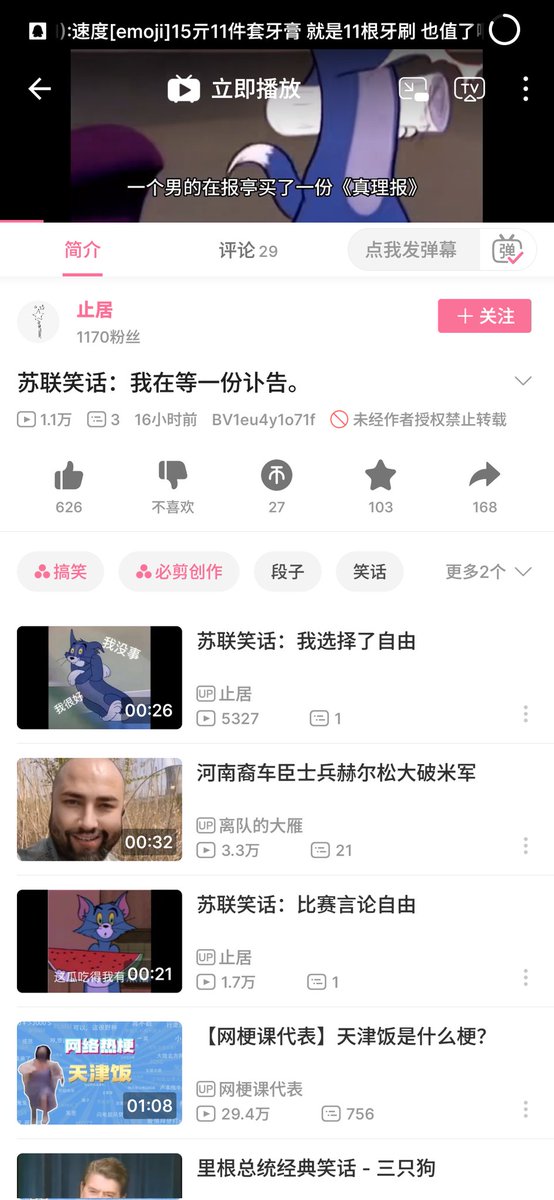 ):速度[emoji]15亓11件套牙膏 就是11根牙刷 也值了
立即播放
TV
一个男的在报亭买了一份《真理报》
简介
评论 29
点我发弹幕
弹
止居
1170粉丝
+ 关注
苏联笑话：我在等一份讣告。
1.1万
3
16小时前
BV1eu4y1o71f
未经作者授权禁止转载
626
不喜欢
27
103
168
搞笑
必剪创作
段子
笑话
更多2个
我没事
我很好
00:26
苏联笑话：我选择了自由
UP 止居
5327
1
00:32
河南裔车臣士兵赫尔松大破米军
UP 离队的大雁
3.3万
21
这瓜吃得我有
00:21
苏联笑话：比赛言论自由
UP 止居
1.7万
1
网络热梗
天津饭
01:08
【网梗课代表】天津饭是什么梗？
UP 网梗课代表
29.4万
756
里根总统经典笑话 - 三只狗